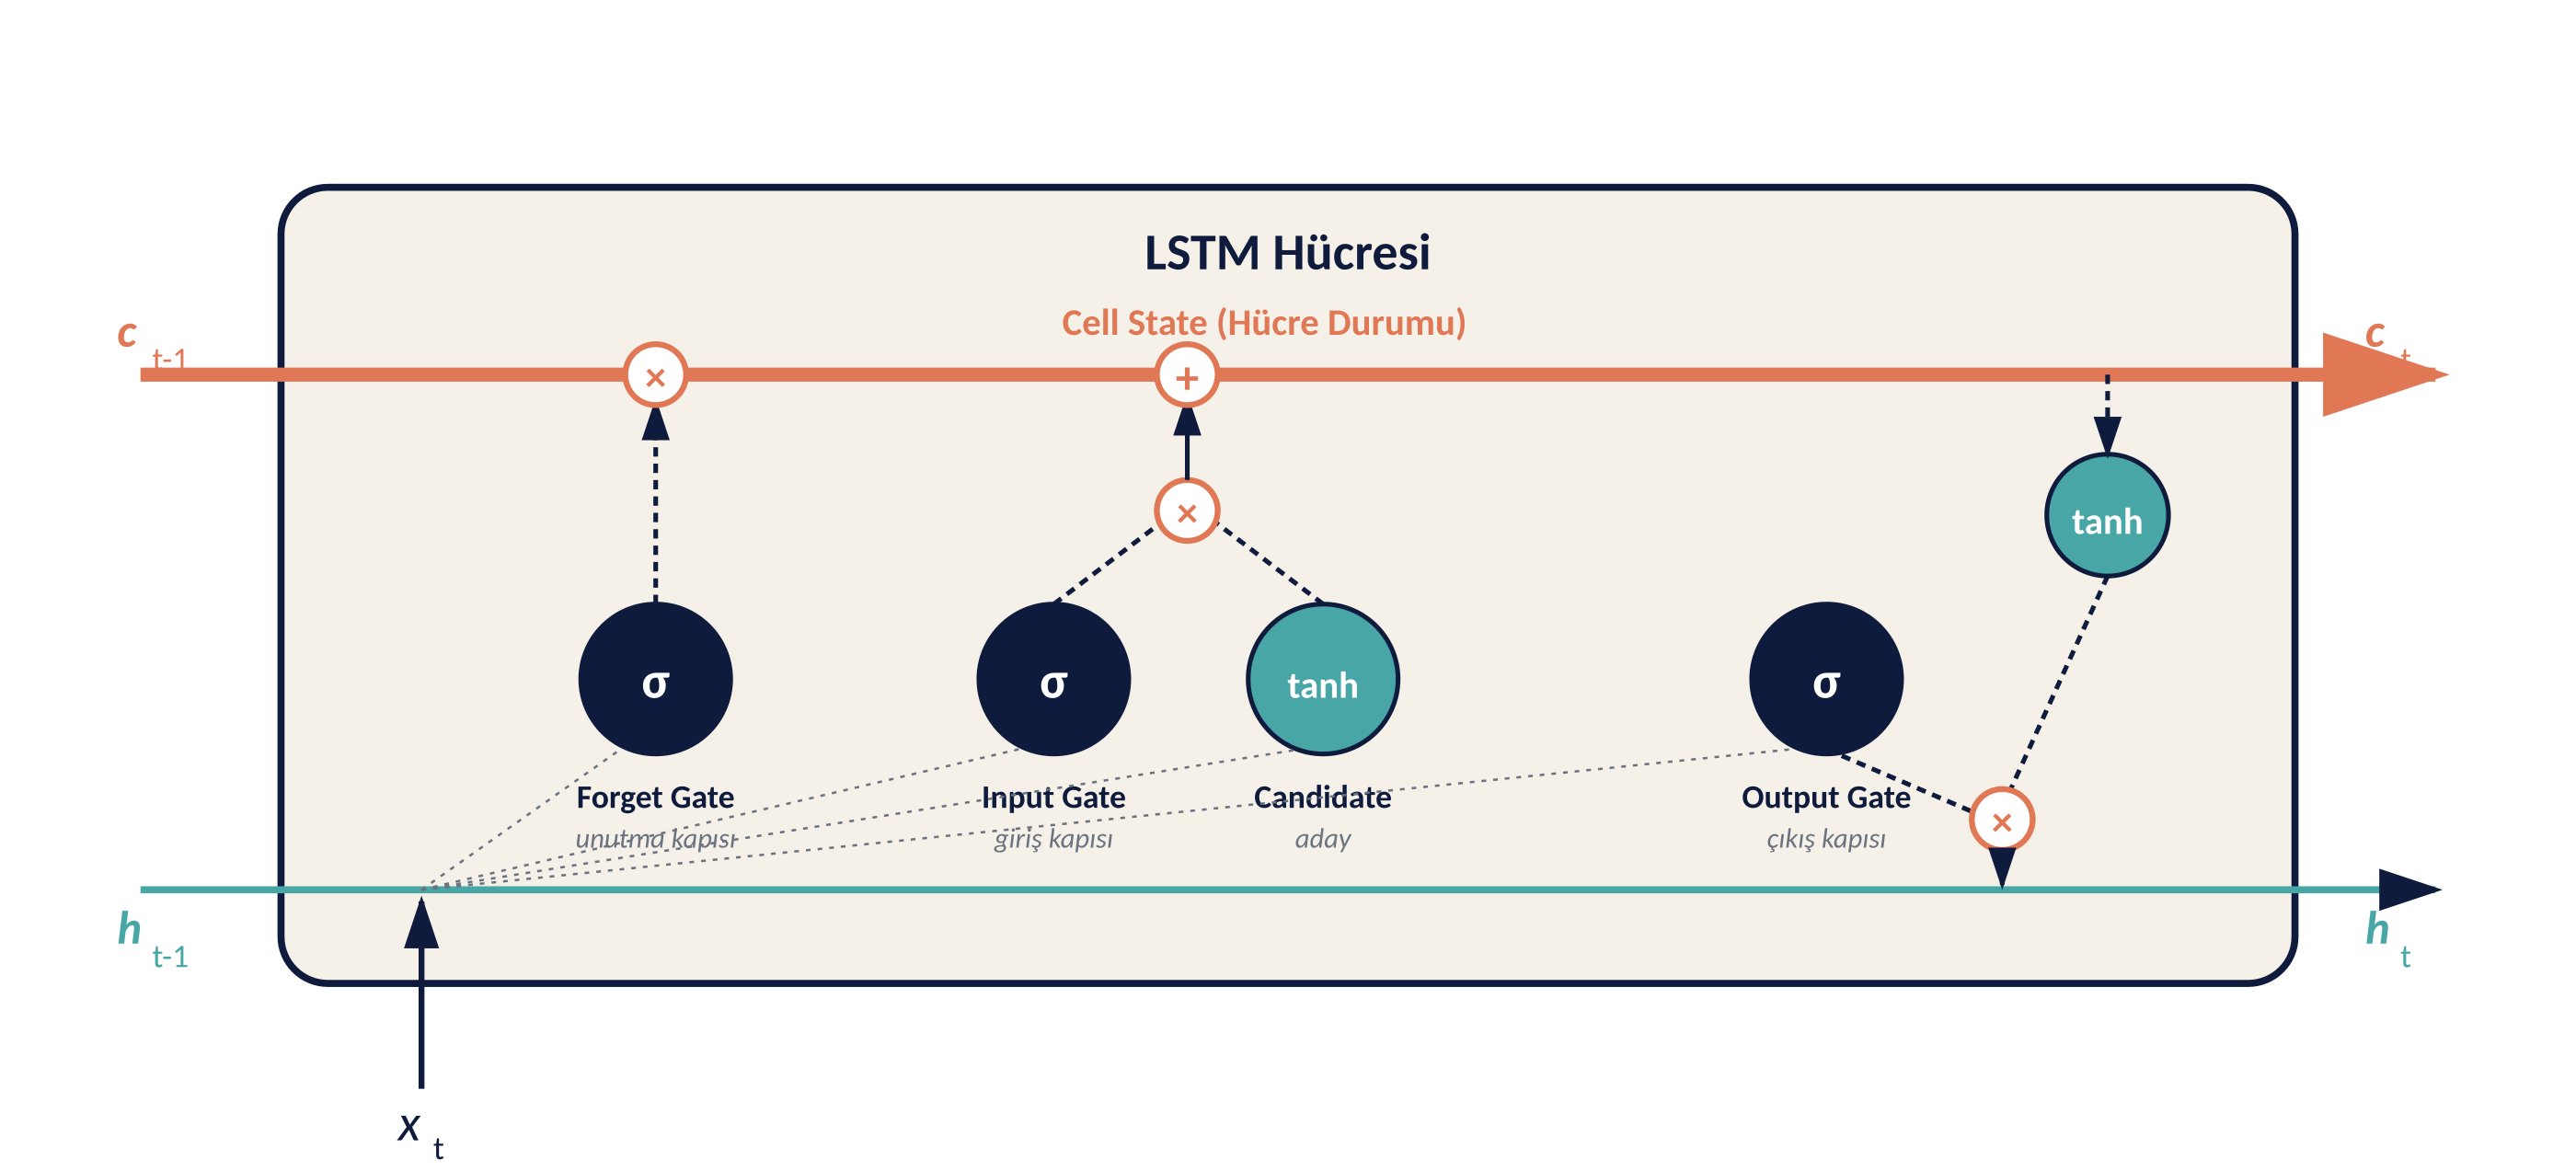 LSTM Hücresi
Cell State (Hücre Durumu)
c t-1
c t
×
+
×
tanh
σ
σ
tanh
σ
Forget Gate
unutma kapısı
Input Gate
giriş kapısı
Candidate
aday
Output Gate
çıkış kapısı
×
h t-1
h t
x t